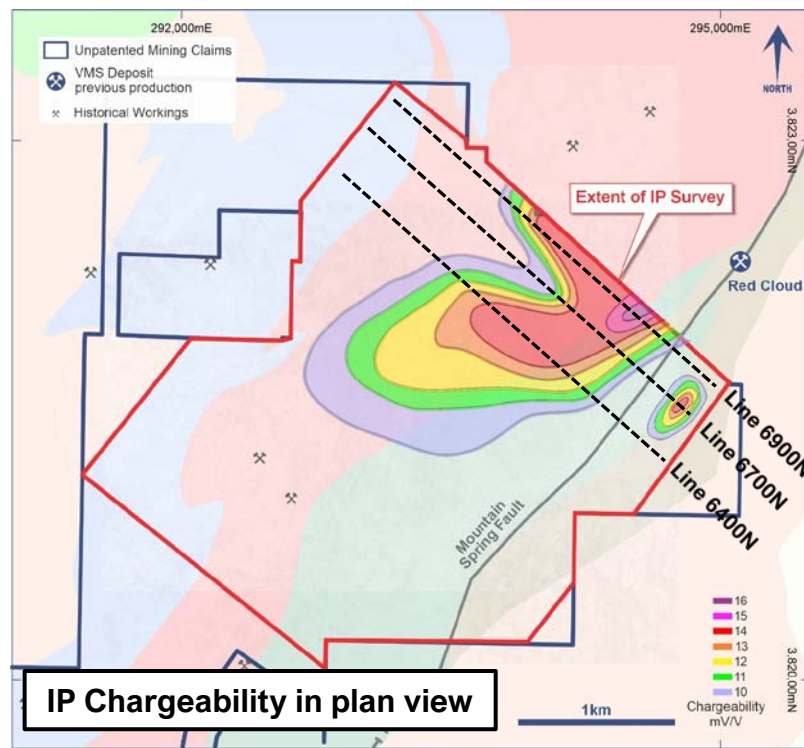 292,000mE
295,000mE
Unpatented Mining Claims
VMS Deposit
previous production
Historical Workings
NORTH
3,823,00mN
Extent of IP Survey
Red Cloud
Line 6900N
Line 6700N
Line 6400N
Mountain
Spring Fault
16
15
14
13
12
11
10
Chargeability
mV/V
3,820,00mN
1km
IP Chargeability in plan view